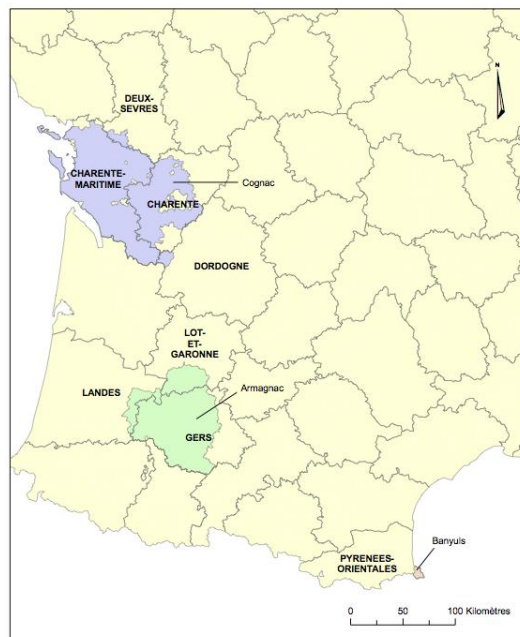 N
DEUX-
SEVRES
CHARENTE-
MARITIME
Cognac
CHARENTE
DORDOGNE
LOT-
ET-
GARONNE
LANDES
Armagnac
GERS
Banyuls
PYRENEES-
ORIENTALES
0 50 100 Kilomètres